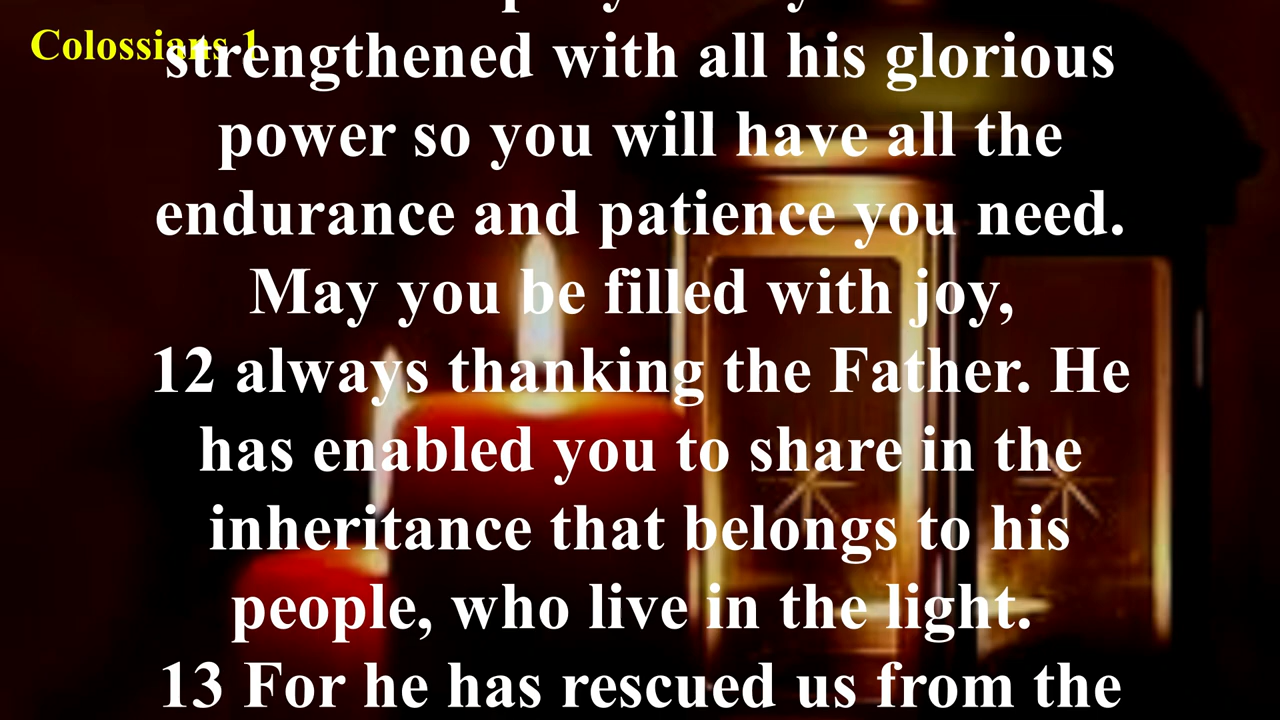 Colossians 1
strengthened with all his glorious
power so you will have all the
endurance and patience you need.
May you be filled with joy,
12 always thanking the Father. He
has enabled you to share in the
inheritance that belongs to his
people, who live in the light.
13 For he has rescued us from the